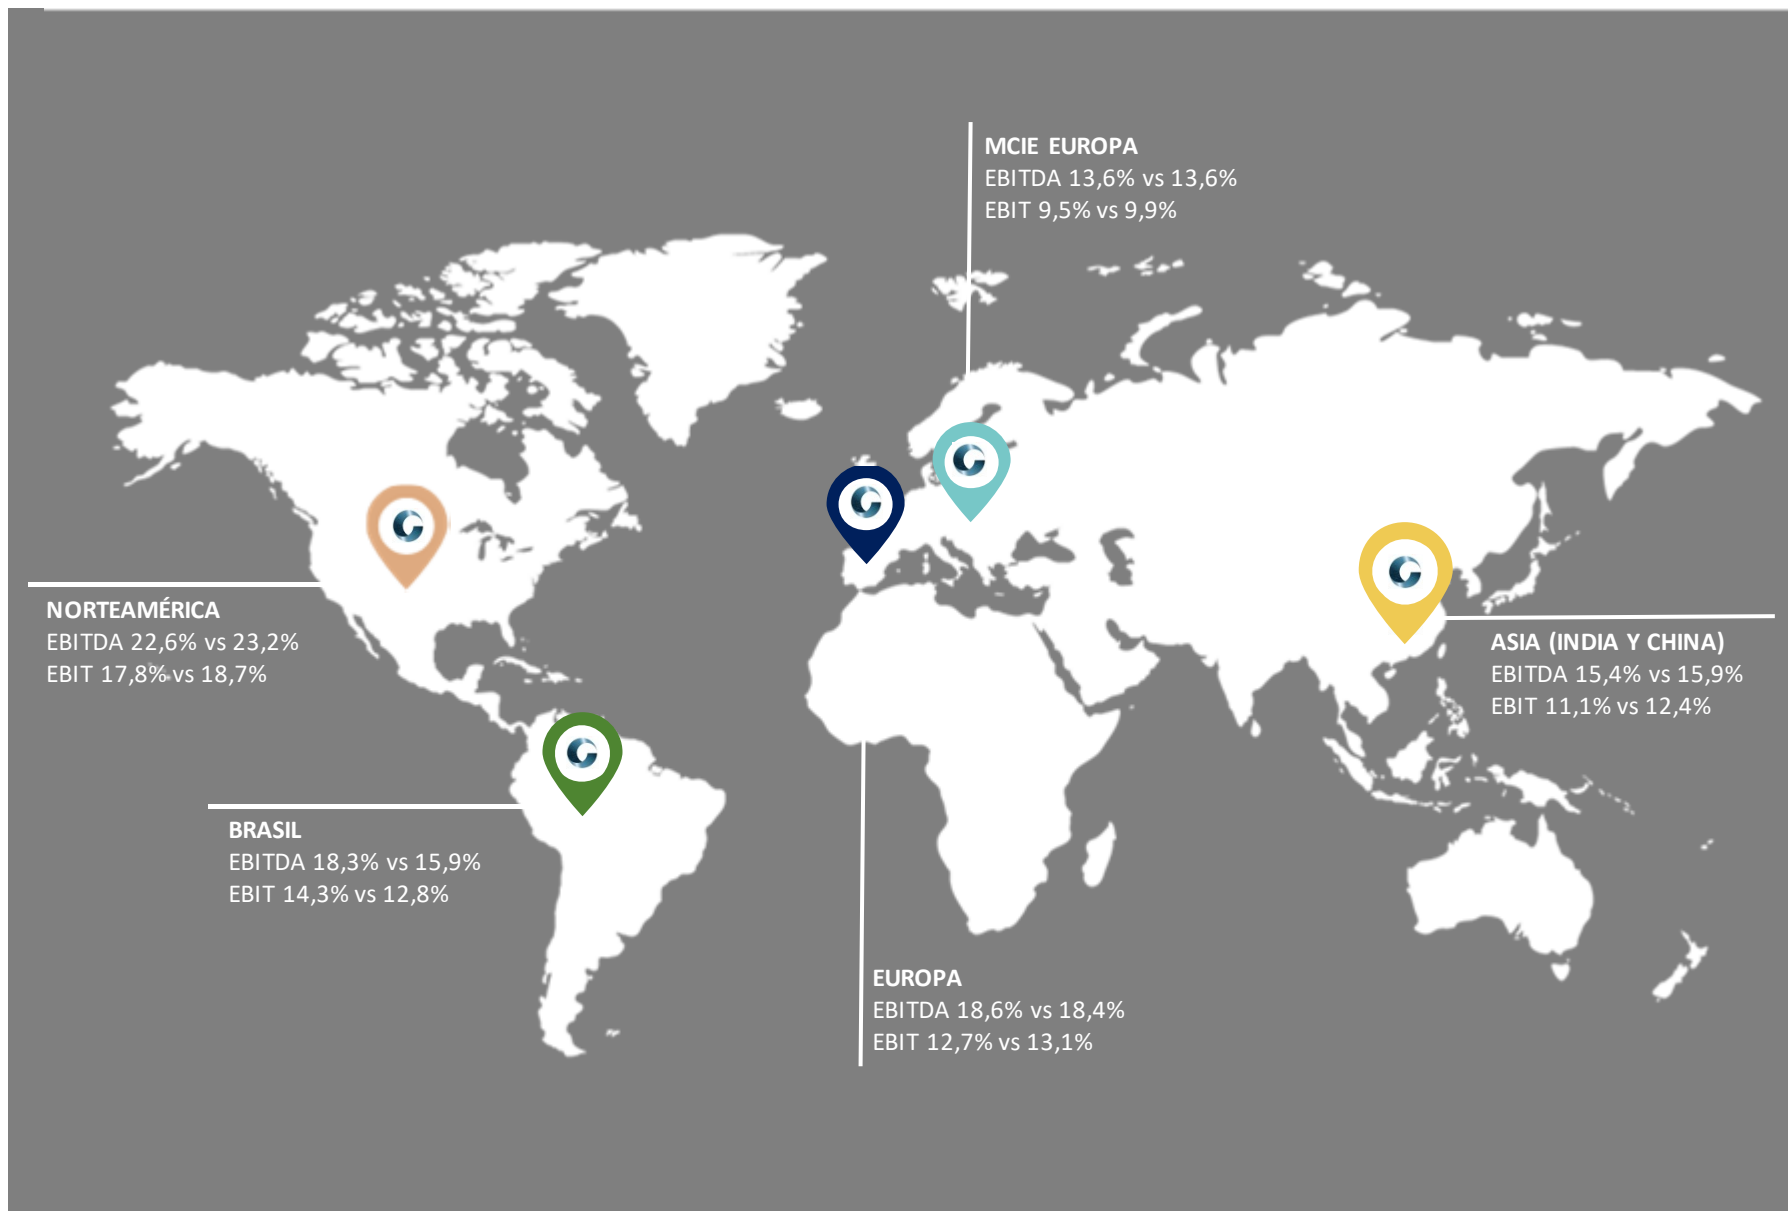 MCIE EUROPA
EBITDA 13,6% vs 13,6%
EBIT 9,5% vs 9,9%
NORTEAMÉRICA
EBITDA 22,6% vs 23,2%
EBIT 17,8% vs 18,7%
ASIA (INDIA Y CHINA)
EBITDA 15,4% vs 15,9%
EBIT 11,1% vs 12,4%
BRASIL
EBITDA 18,3% vs 15,9%
EBIT 14,3% vs 12,8%
EUROPA
EBITDA 18,6% vs 18,4%
EBIT 12,7% vs 13,1%